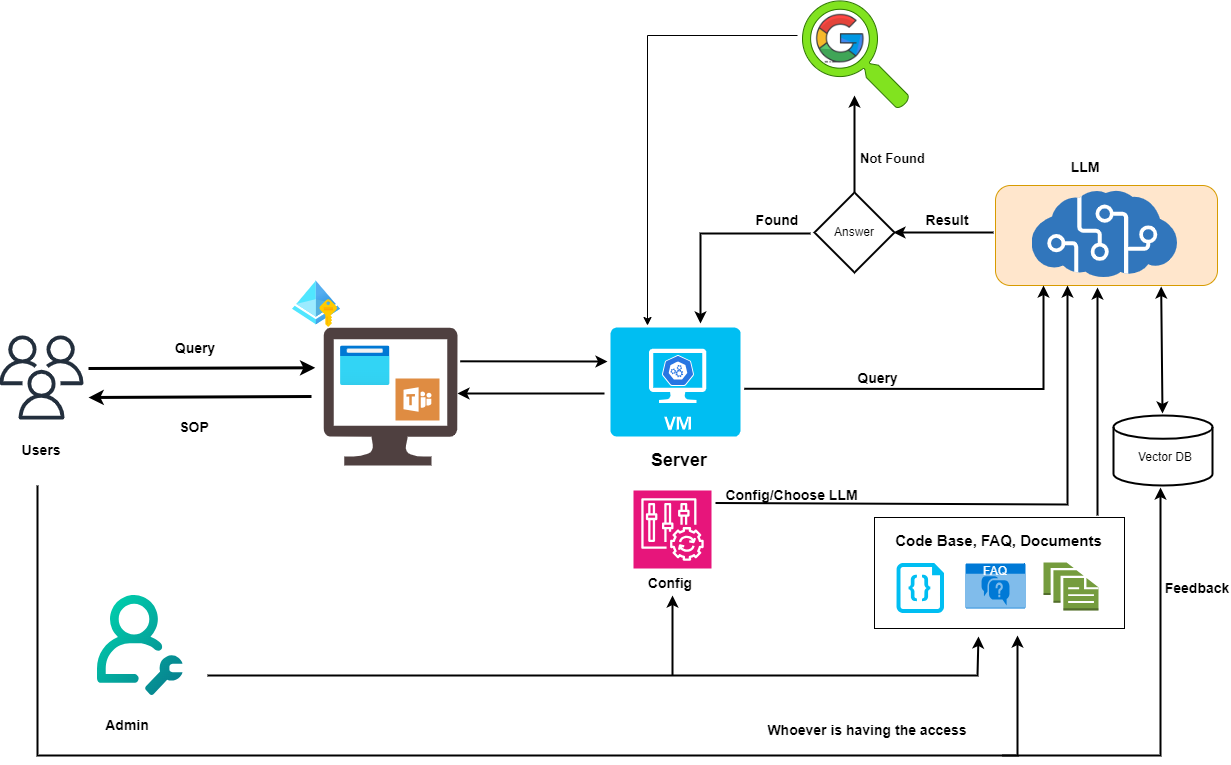 G
Not Found
LLM
Found
Answer
Result
Query
T
Query
VM
SOP
Users
Server
Vector DB
Config/Choose LLM
Code Base, FAQ, Documents
{}
FAQ
?
Config
Feedback
Admin
Whoever is having the access